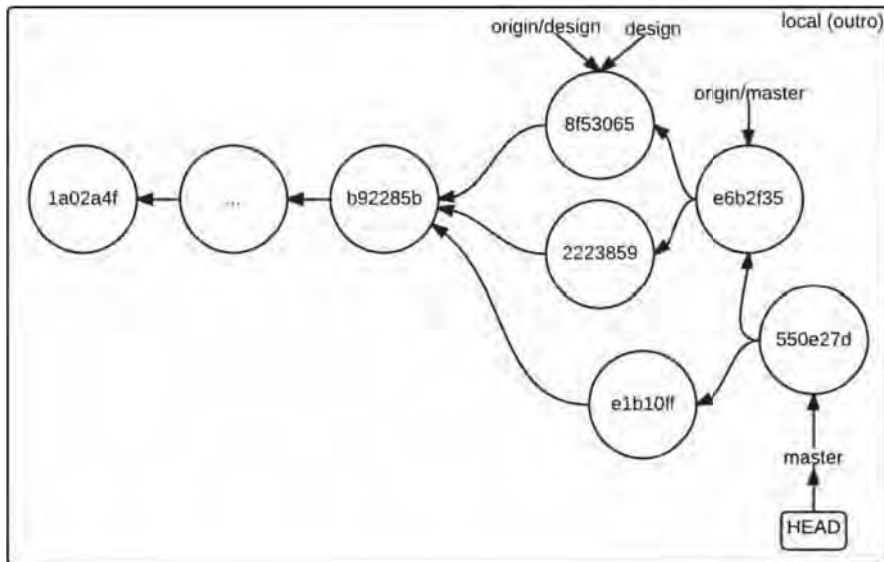 local (outro)
origin/design
design
8f53065
origin/master
1a02a4f
...
b92285b
e6b2f35
2223859
550e27d
e1b10ff
master
HEAD